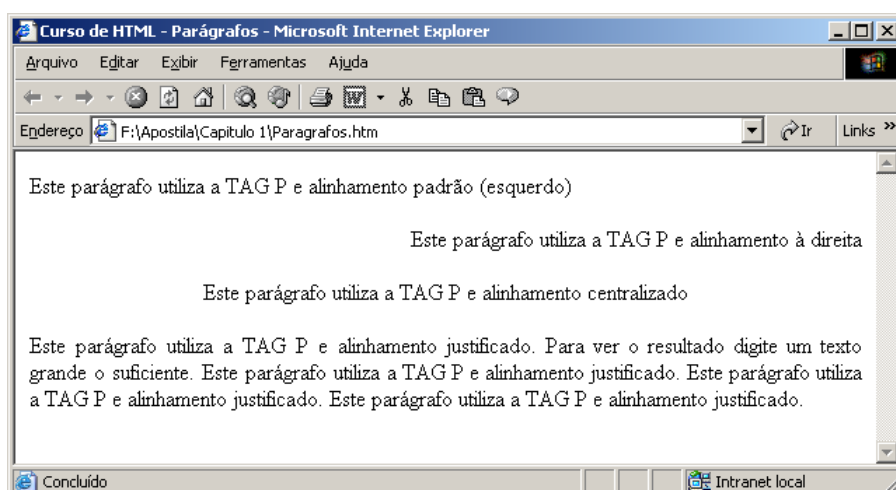 Curso de HTML - Parágrafos - Microsoft Internet Explorer
Arquivo Editar Exibir Ferramentas Ajuda
Endereço F:\Apostila\Capitulo 1\Paragrafos.htm Ir Links »
Este parágrafo utiliza a TAG P e alinhamento padrão (esquerdo)
Este parágrafo utiliza a TAG P e alinhamento à direita
Este parágrafo utiliza a TAG P e alinhamento centralizado
Este parágrafo utiliza a TAG P e alinhamento justificado. Para ver o resultado digite um texto
grande o suficiente. Este parágrafo utiliza a TAG P e alinhamento justificado. Este parágrafo utiliza
a TAG P e alinhamento justificado. Este parágrafo utiliza a TAG P e alinhamento justificado.
Concluído Intranet local